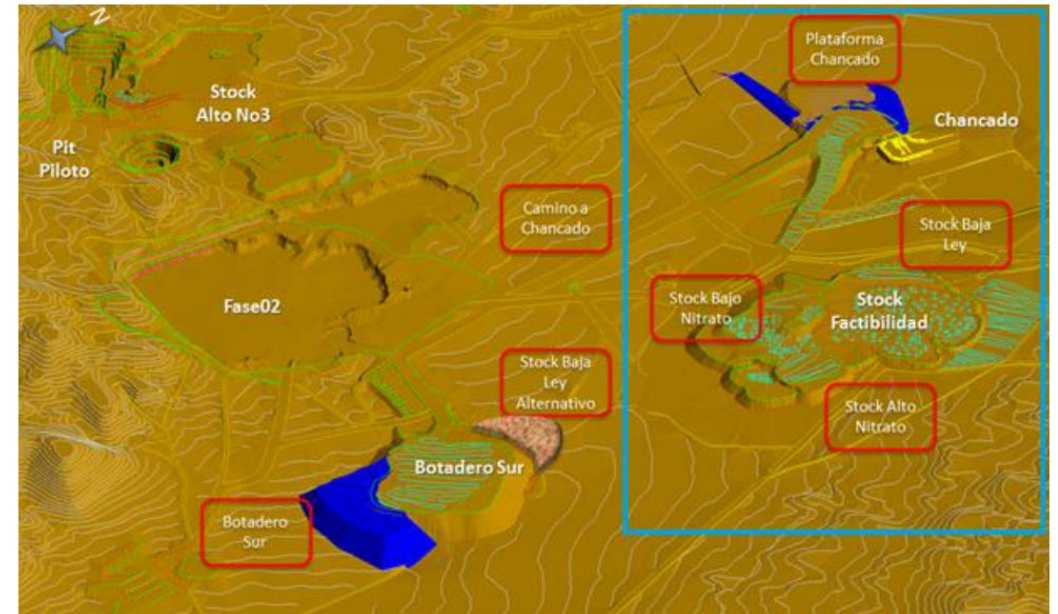 N
Stock
Alto No3
Pit
Piloto
Fase02
Camino a
Chancado
Stock Baja
Ley
Alternativo
Botadero Sur
Botadero
Sur
Plataforma
Chancado
Chancado
Stock Baja
Ley
Stock Bajo
Nitrato
Stock
Factibilidad
Stock Alto
Nitrato